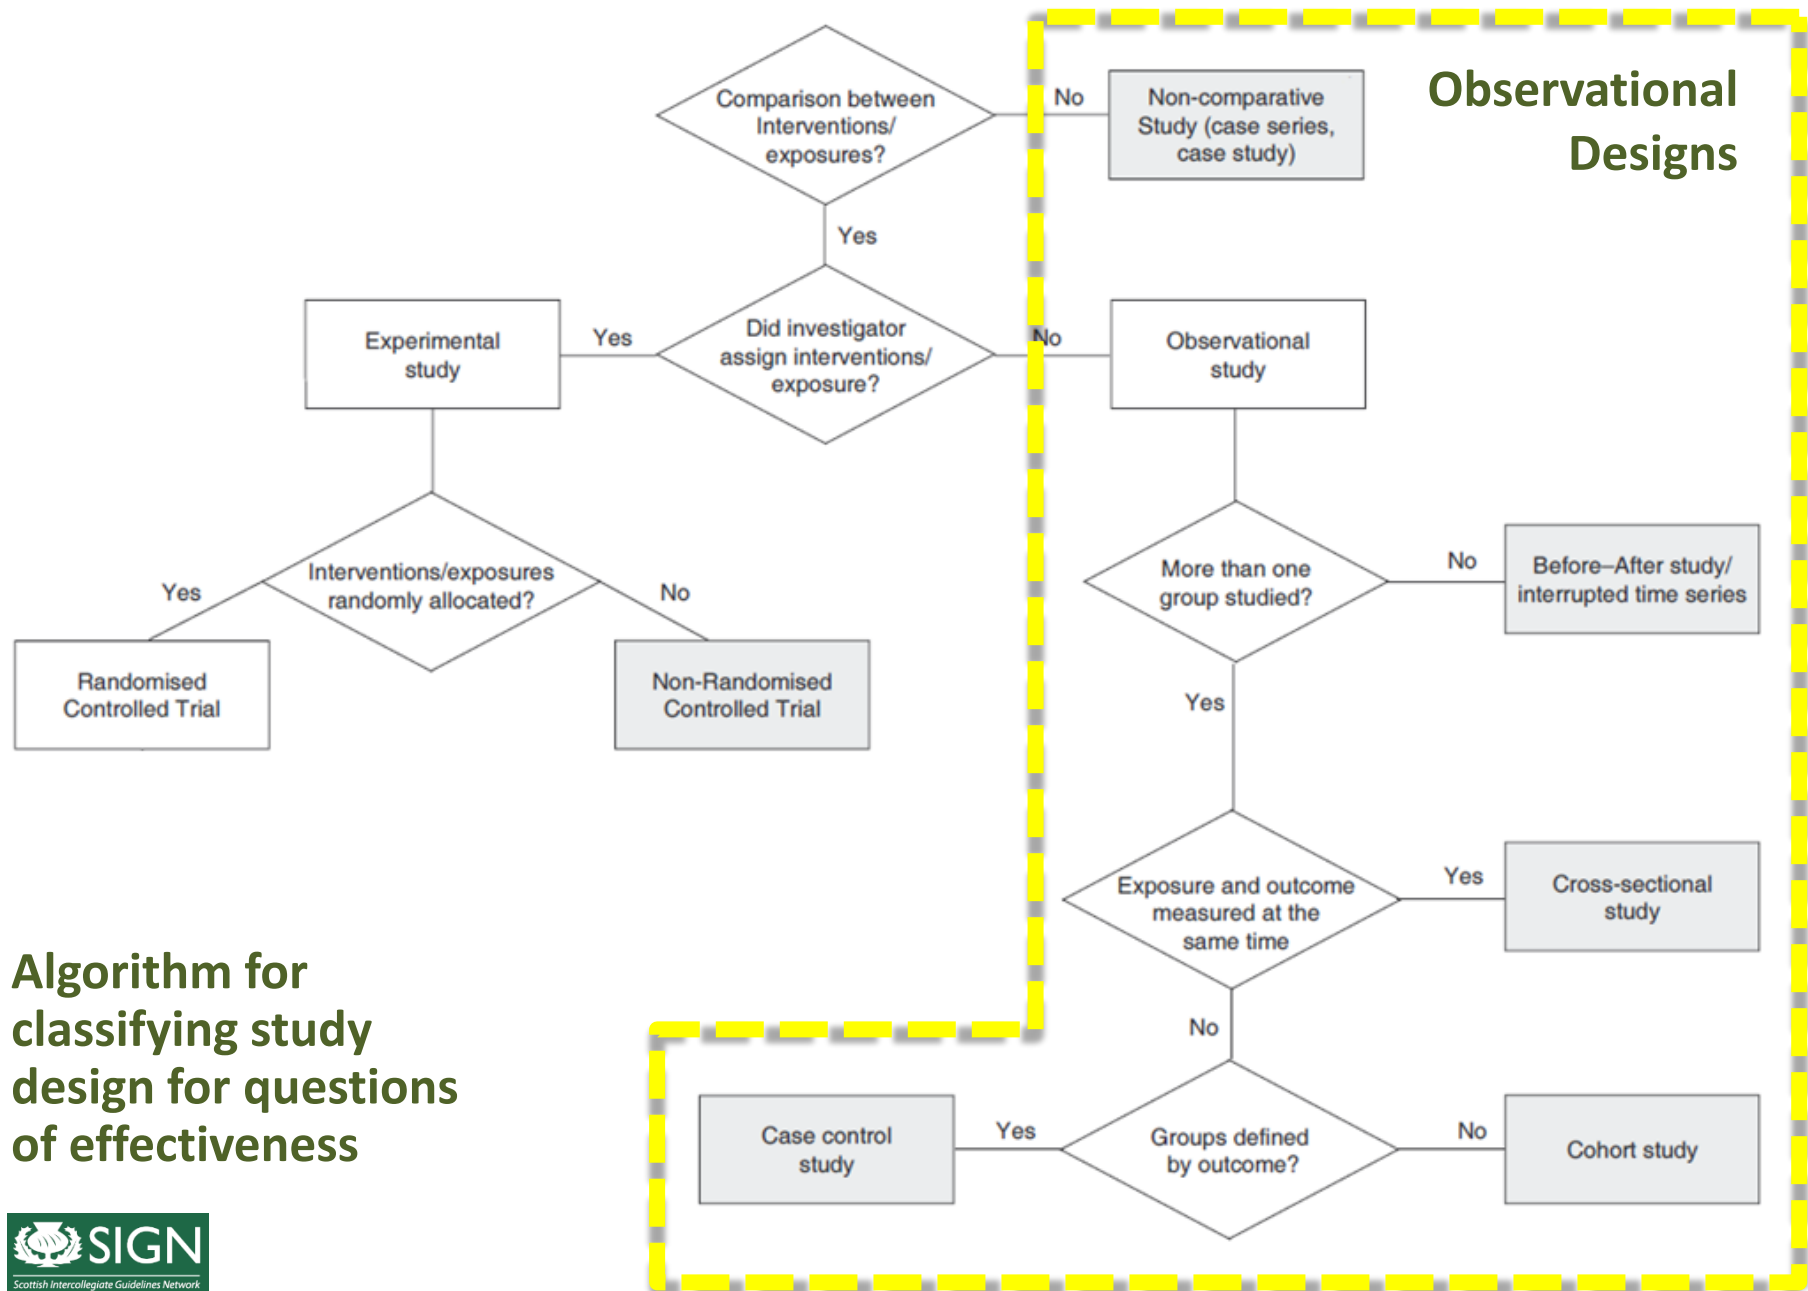 Comparison between
Interventions/
exposures?
No
Non-comparative
Study (case series,
case study)
Observational
Designs
Yes
Experimental
study
Yes
Did investigator
assign interventions/
exposure?
No
Observational
study
Yes
Interventions/exposures
randomly allocated?
No
Randomised
Controlled Trial
Non-Randomised
Controlled Trial
More than one
group studied?
No
Before–After study/
interrupted time series
Yes
Exposure and outcome
measured at the
same time
Yes
Cross-sectional
study
No
Case control
study
Yes
Groups defined
by outcome?
No
Cohort study
Algorithm for
classifying study
design for questions
of effectiveness
SIGN
Scottish Intercollegiate Guidelines Network